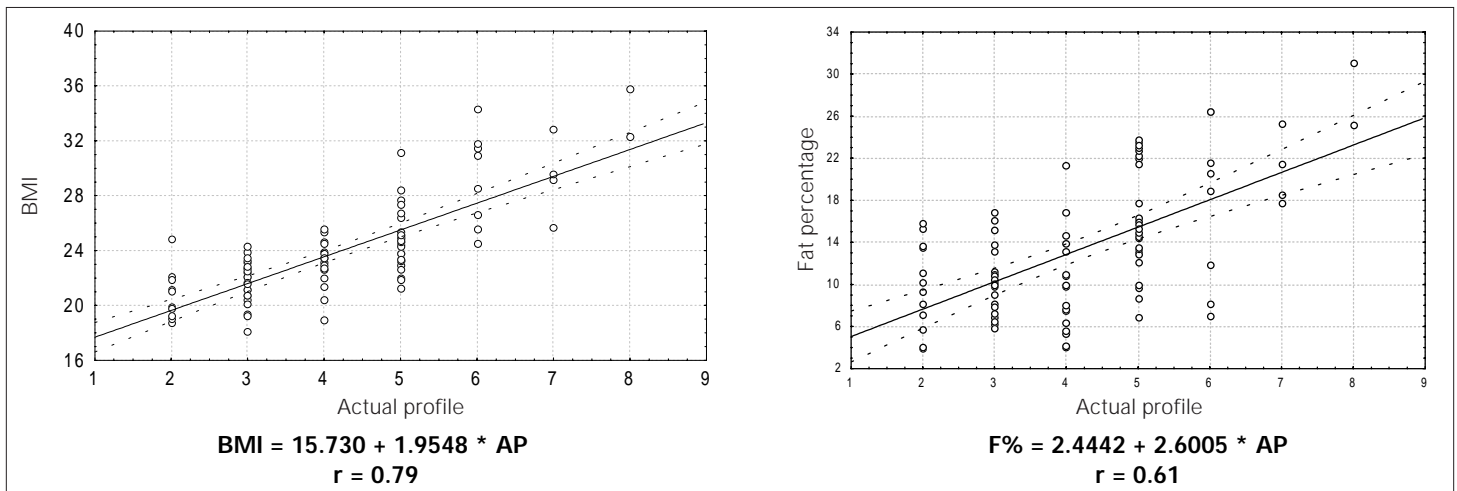 BMI
40
36
32
28
24
20
16
1 2 3 4 5 6 7 8 9
Actual profile
BMI = 15.730 + 1.9548 * AP
r = 0.79
Fat percentage
34
30
26
22
18
14
10
6
2
1 2 3 4 5 6 7 8 9
Actual profile
F% = 2.4442 + 2.6005 * AP
r = 0.61